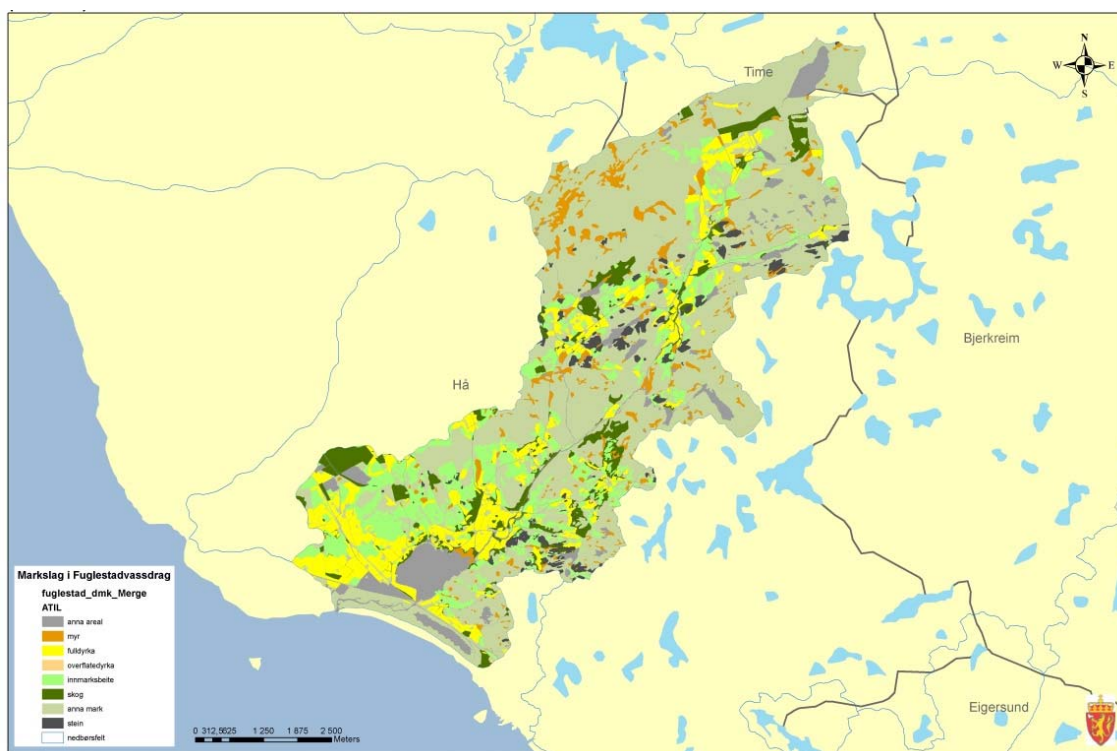 N
W E
S
Time
Bjerkreim
Hå
Eigersund
Markslag i Fuglestadvassdrag
fuglestad_dmk_Merge
ATIL
anna areal
myr
fulldyrka
overflatedyrka
innmarksbeite
skog
anna mark
stein
nedbørsfelt
0 312,5625 1 250 1 875 2 500
Meters